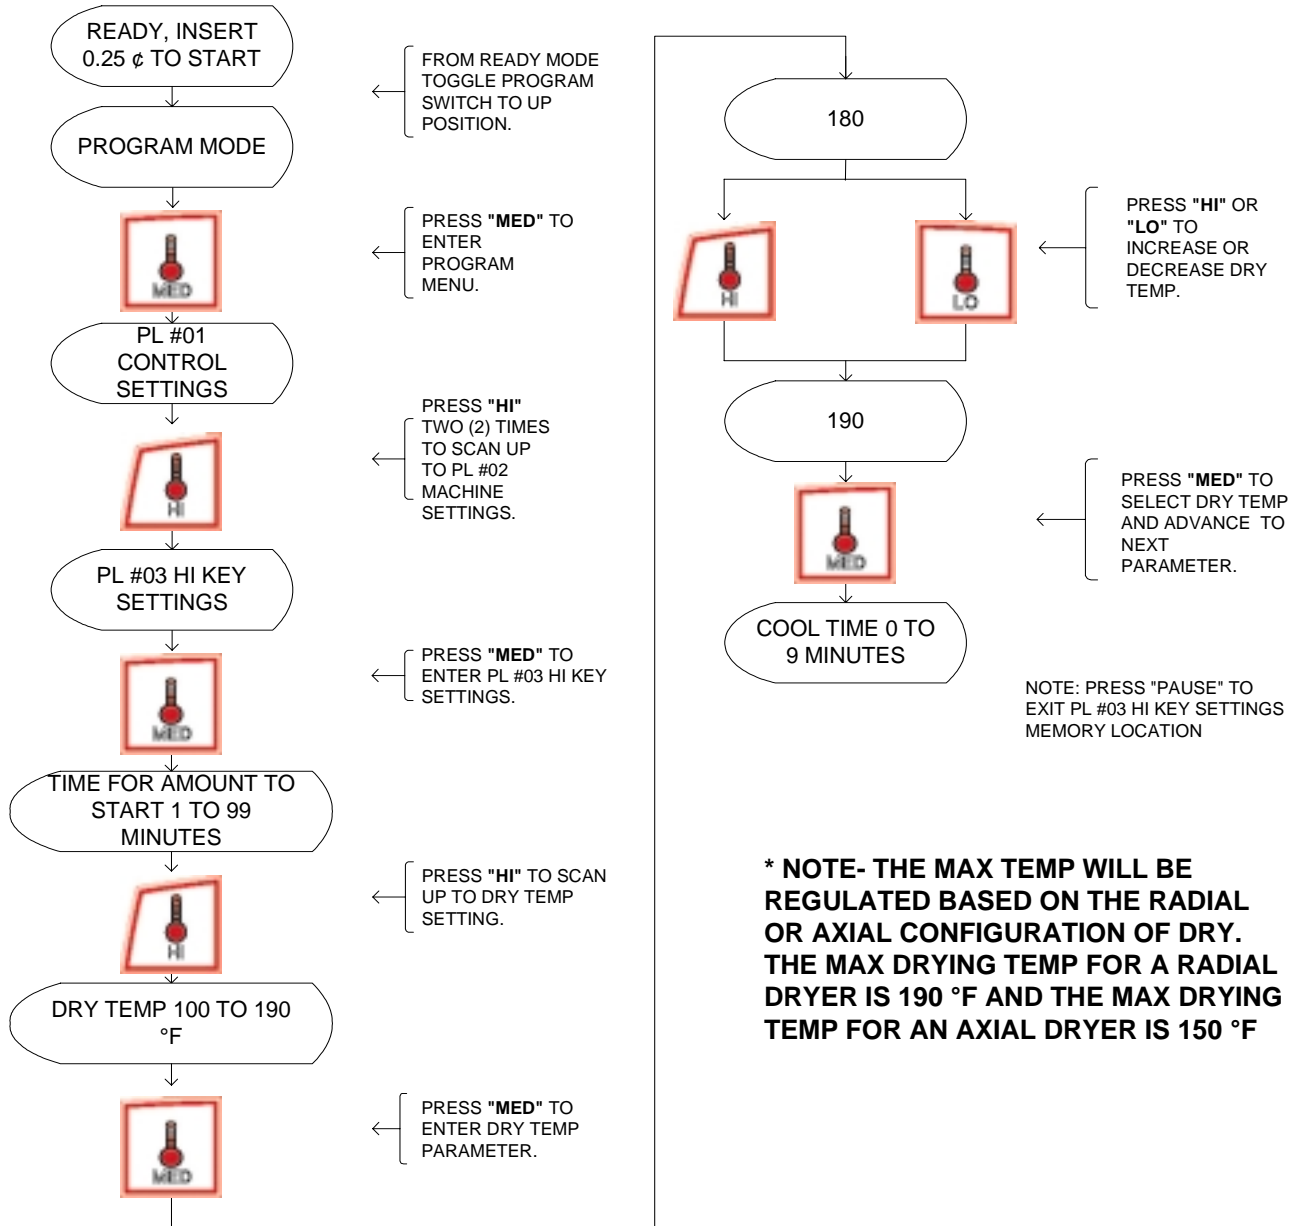 READY, INSERT
0.25 ¢ TO START
FROM READY MODE
TOGGLE PROGRAM
SWITCH TO UP
POSITION.
PROGRAM MODE
PRESS "MED" TO
ENTER
PROGRAM
MENU.
MED
PL #01
CONTROL
SETTINGS
PRESS "HI"
TWO (2) TIMES
TO SCAN UP
TO PL #02
MACHINE
SETTINGS.
HI
PL #03 HI KEY
SETTINGS
PRESS "MED" TO
ENTER PL #03 HI KEY
SETTINGS.
MED
TIME FOR AMOUNT TO
START 1 TO 99
MINUTES
PRESS "HI" TO SCAN
UP TO DRY TEMP
SETTING.
HI
DRY TEMP 100 TO 190
°F
PRESS "MED" TO
ENTER DRY TEMP
PARAMETER.
MED
180
HI
LO
PRESS "HI" OR
"LO" TO
INCREASE OR
DECREASE DRY
TEMP.
190
MED
PRESS "MED" TO
SELECT DRY TEMP
AND ADVANCE TO
NEXT
PARAMETER.
COOL TIME 0 TO
9 MINUTES
NOTE: PRESS "PAUSE" TO
EXIT PL #03 HI KEY SETTINGS
MEMORY LOCATION
* NOTE- THE MAX TEMP WILL BE
REGULATED BASED ON THE RADIAL
OR AXIAL CONFIGURATION OF DRY.
THE MAX DRYING TEMP FOR A RADIAL
DRYER IS 190 °F AND THE MAX DRYING
TEMP FOR AN AXIAL DRYER IS 150 °F